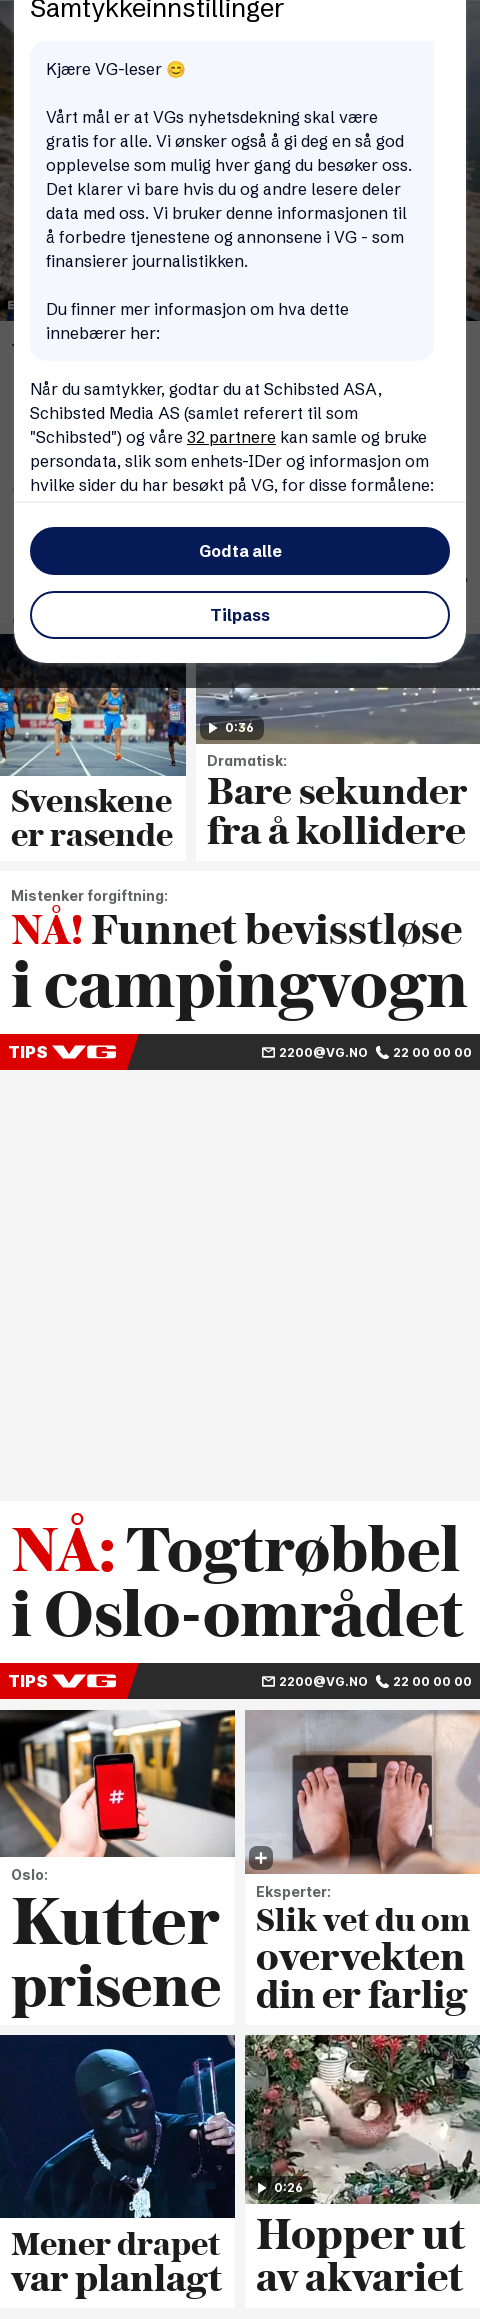 Samtykkeinnstillinger
Kjære VG-leser 😊
Vårt mål er at VGs nyhetsdekning skal være
gratis for alle. Vi ønsker også å gi deg en så god
opplevelse som mulig hver gang du besøker oss.
Det klarer vi bare hvis du og andre lesere deler
data med oss. Vi bruker denne informasjonen til
å forbedre tjenestene og annonsene i VG - som
finansierer journalistikken.
Du finner mer informasjon om hva dette
innebærer her:
Når du samtykker, godtar du at Schibsted ASA,
Schibsted Media AS (samlet referert til som
"Schibsted") og våre 32 partnere kan samle og bruke
persondata, slik som enhets-IDer og informasjon om
hvilke sider du har besøkt på VG, for disse formålene:
Godta alle
Tilpass
Svenskene
er rasende
0:36
Dramatisk:
Bare sekunder
fra å kollidere
Mistenker forgiftning:
NÅ! Funnet bevisstløse
i campingvogn
TIPS VG 2200@VG.NO 22 00 00 00
NÅ: Togtrøbbel
i Oslo-området
TIPS VG 2200@VG.NO 22 00 00 00
#
Oslo:
Kutter
prisene
Eksperter:
Slik vet du om
overvekten
din er farlig
Mener drapet
var planlagt
0:26
Hopper ut
av akvariet